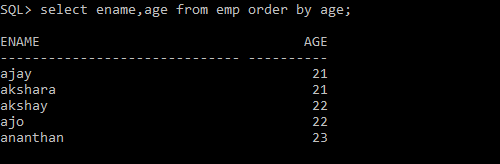 SQL> select ename,age from emp order by age;
ENAME AGE
------------------------------ ----------
ajay 21
akshara 21
akshay 22
ajo 22
ananthan 23